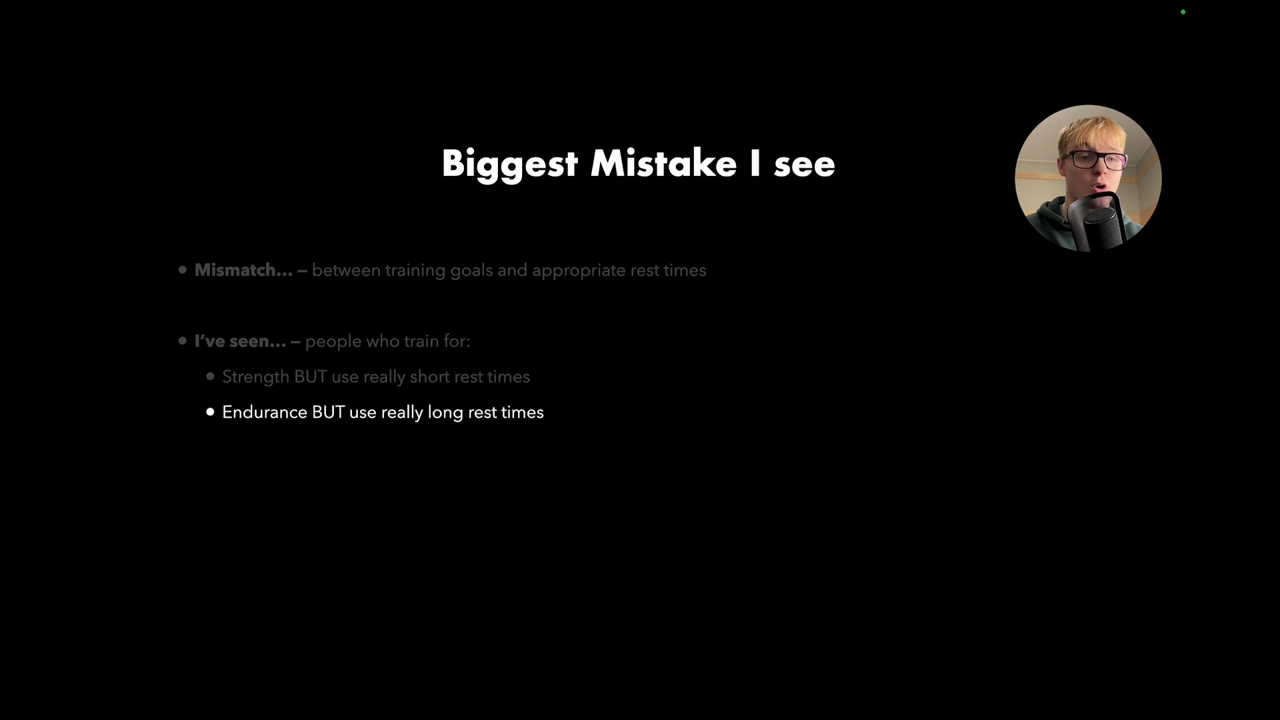 Biggest Mistake I see
• Mismatch... – between training goals and appropriate rest times
• I’ve seen... – people who train for:
• Strength BUT use really short rest times
• Endurance BUT use really long rest times